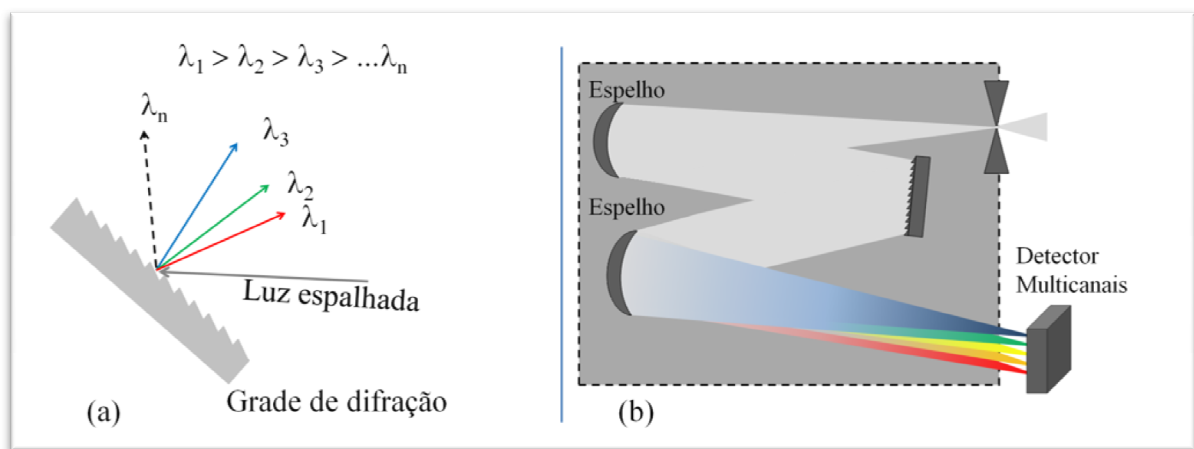 λ₁ > λ₂ > λ₃ > ...λₙ
λₙ
λ₃
λ₂
λ₁
Luz espalhada
Grade de difração
(a)
Espelho
Espelho
Detector
Multicanais
(b)